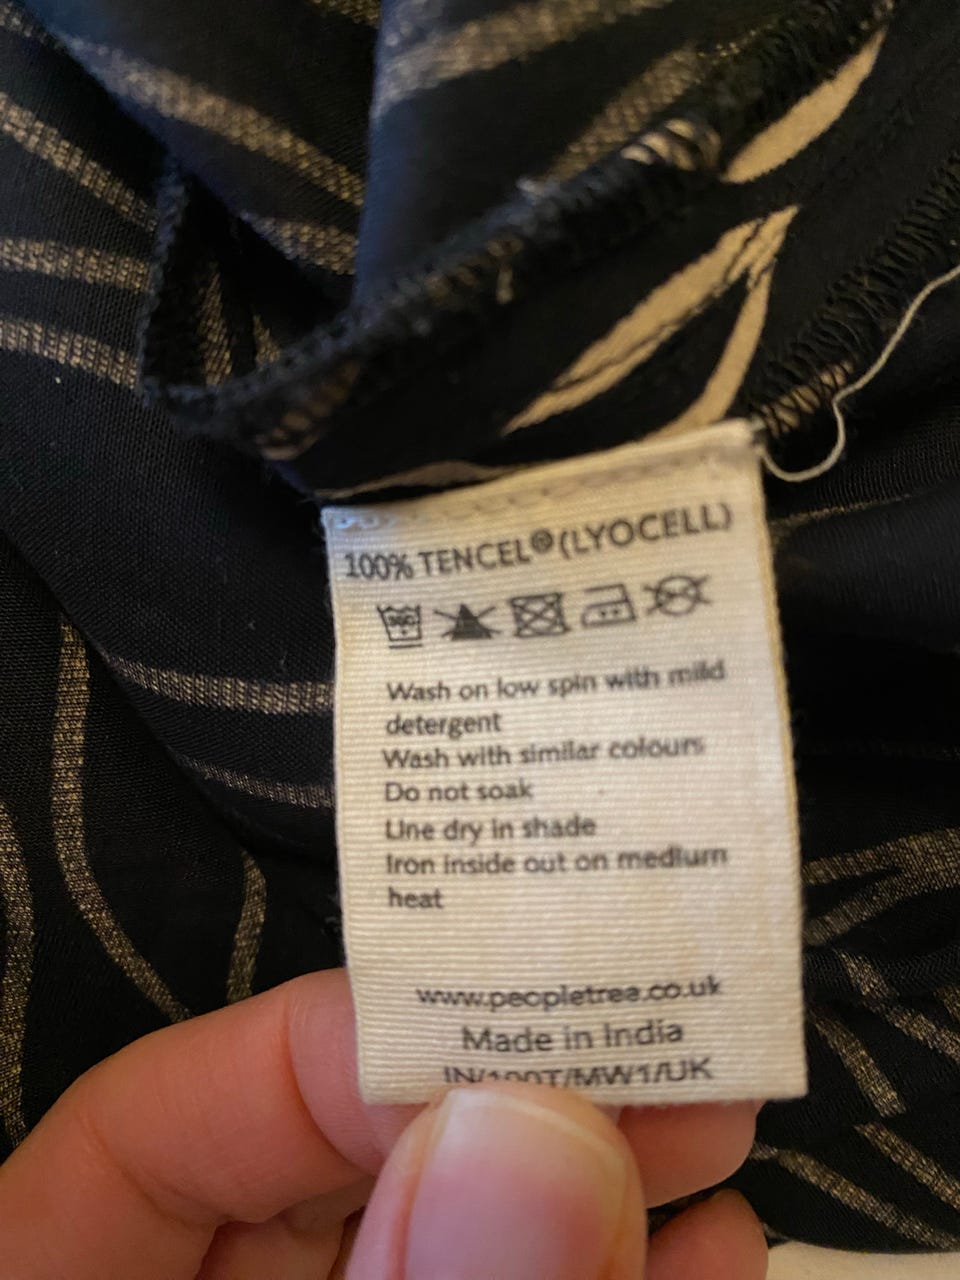 100% TENCEL® (LYOCELL)
Wash on low spin with mild
detergent
Wash with similar colours
Do not soak
Line dry in shade
Iron inside out on medium
heat
www.peopletree.co.uk
Made in India
IN/100T/MW1/UK